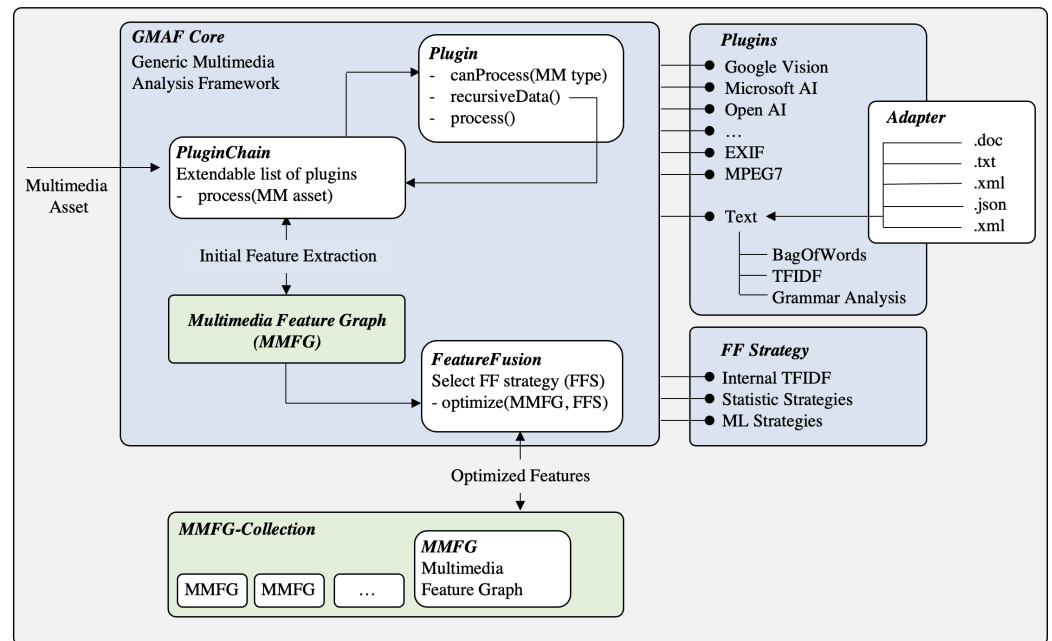 GMAF Core
Generic Multimedia
Analysis Framework
Plugin
- canProcess(MM type)
- recursiveData()
- process()
PluginChain
Extendable list of plugins
- process(MM asset)
Multimedia
Asset
Initial Feature Extraction
Multimedia Feature Graph
(MMFG)
FeatureFusion
Select FF strategy (FFS)
- optimize(MMFG, FFS)
Plugins
Google Vision
Microsoft AI
Open AI
…
EXIF
MPEG7
Text
BagOfWords
TFIDF
Grammar Analysis
Adapter
.doc
.txt
.xml
.json
.xml
FF Strategy
Internal TFIDF
Statistic Strategies
ML Strategies
Optimized Features
MMFG-Collection
MMFG
MMFG
…
MMFG
Multimedia
Feature Graph